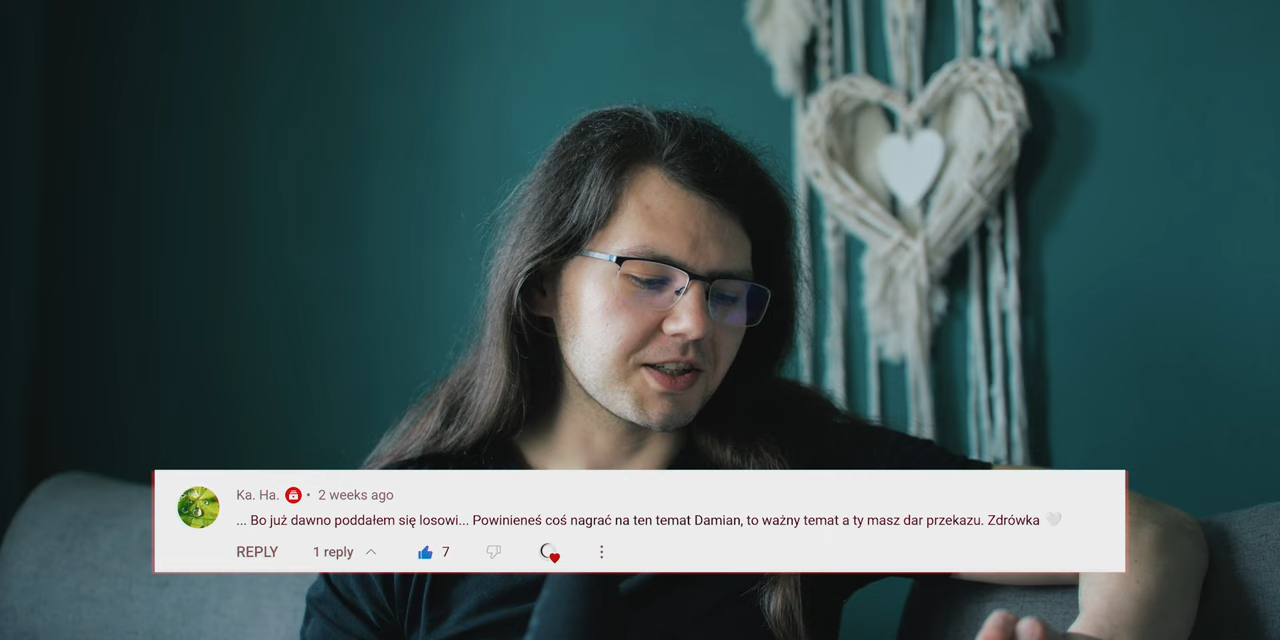 Ka. Ha. • 2 weeks ago
... Bo już dawno poddałem się losowi... Powinieneś coś nagrać na ten temat Damian, to ważny temat a ty masz dar przekazu. Zdrówka 🤍
REPLY 1 reply 7